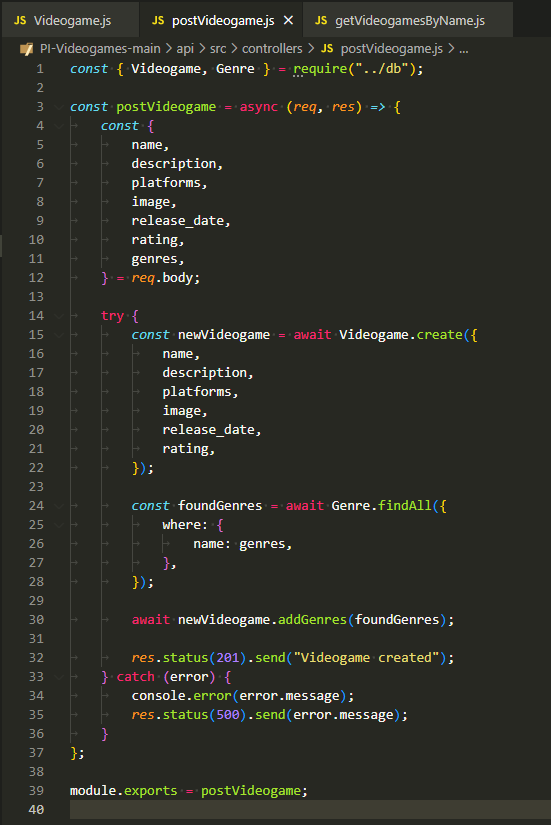 JS Videogame.js JS postVideogame.js × JS getVideogamesByName.js
PI-Videogames-main > api > src > controllers > JS postVideogame.js > ...
1 const { Videogame, Genre } = require("../db");
2
3 const postVideogame = async (req, res) => {
4 const {
5 name,
6 description,
7 platforms,
8 image,
9 release_date,
10 rating,
11 genres,
12 } = req.body;
13
14 try {
15 const newVideogame = await Videogame.create({
16 name,
17 description,
18 platforms,
19 image,
20 release_date,
21 rating,
22 });
23
24 const foundGenres = await Genre.findAll({
25 where: {
26 name: genres,
27 },
28 });
29
30 await newVideogame.addGenres(foundGenres);
31
32 res.status(201).send("Videogame created");
33 } catch (error) {
34 console.error(error.message);
35 res.status(500).send(error.message);
36 }
37 };
38
39 module.exports = postVideogame;
40